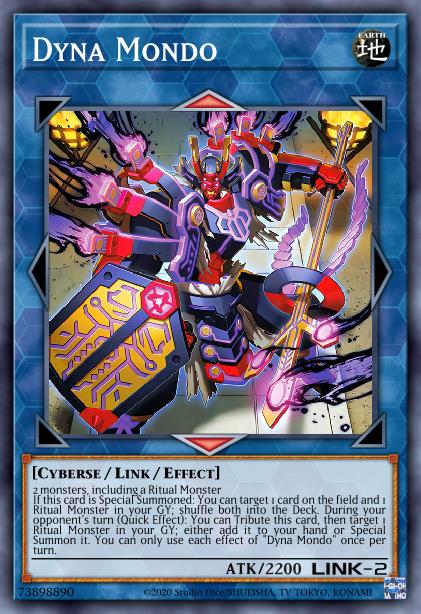 Dyna Mondo
EARTH
地
[Cyberse / Link / Effect]
2 monsters, including a Ritual Monster
If this card is Special Summoned: You can target 1 card on the field and 1
Ritual Monster in your GY; shuffle both into the Deck. During your
opponent's turn (Quick Effect): You can Tribute this card, then target 1
Ritual Monster in your GY; either add it to your hand or Special
Summon it. You can only use each effect of "Dyna Mondo" once per
turn.
ATK/2200 LINK-2
73898890 ©2020 Studio Dice/SHUEISHA, TV TOKYO, KONAMI